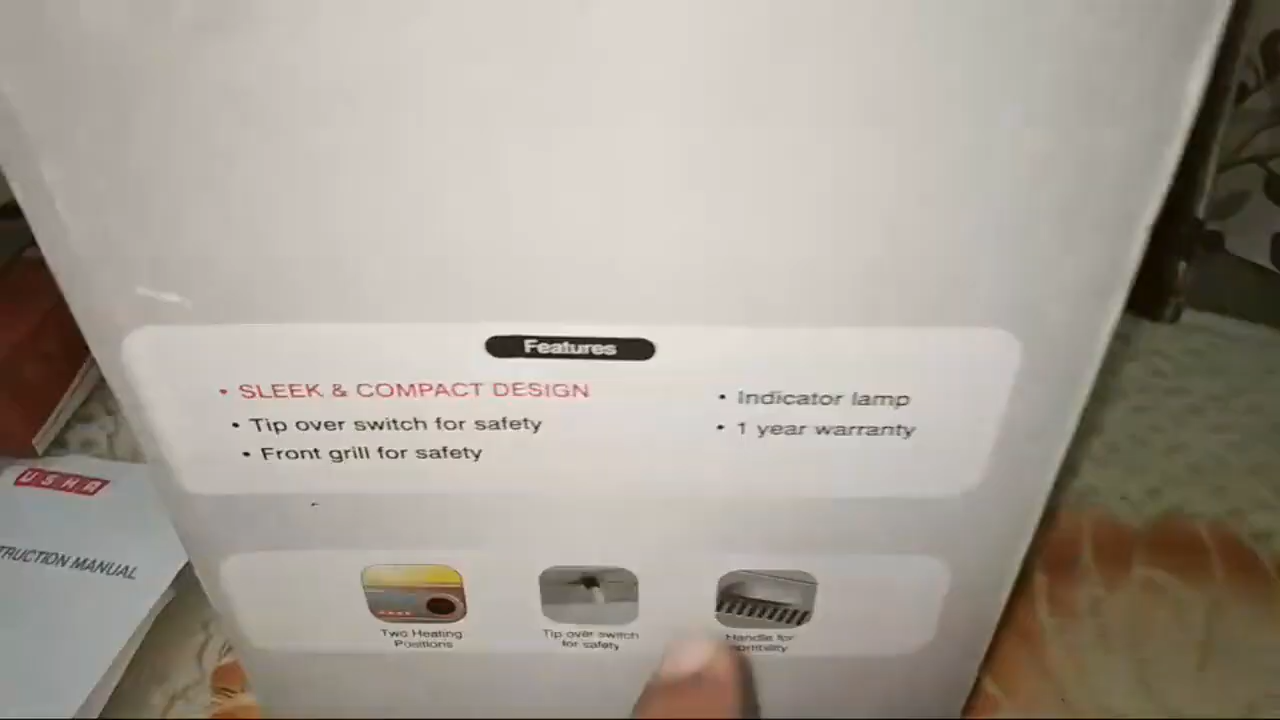 Features
• SLEEK & COMPACT DESIGN
• Tip over switch for safety
• Front grill for safety
• Indicator lamp
• 1 year warranty
USHA
TRUCTION MANUAL
Two Heating
Positions
Tip over switch
for safety
Handle for